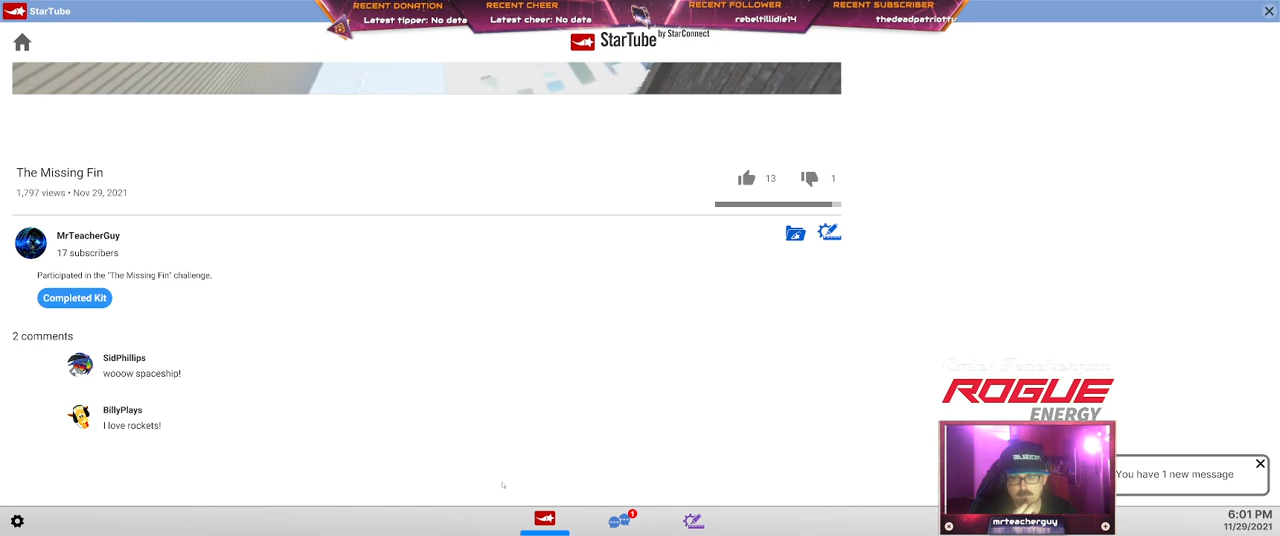 StarTube
RECENT DONATION
Latest tipper: No data
RECENT CHEER
Latest cheer: No data
RECENT FOLLOWER
rebeltillidie14
RECENT SUBSCRIBER
thedeadpatriottv
StarTube by StarConnect
The Missing Fin
1,797 views • Nov 29, 2021
13
1
MrTeacherGuy
17 subscribers
Participated in the "The Missing Fin" challenge.
Completed Kit
2 comments
SidPhillips
wooow spaceship!
BillyPlays
I love rockets!
ROGUE
ENERGY
You have 1 new message
mrteacherguy
1
6:01 PM
11/29/2021